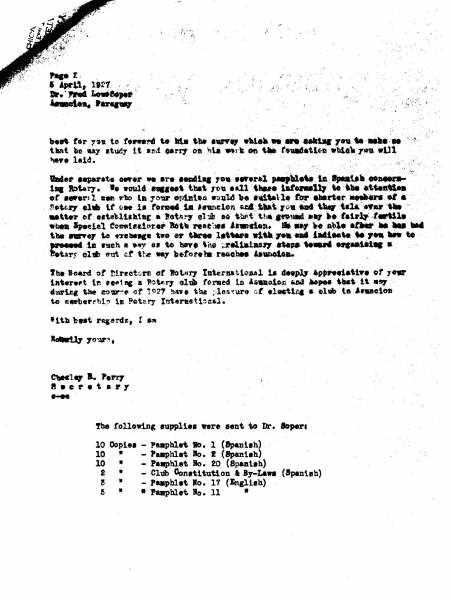 Page 2
5 April, 1927
Dr. Fred Lowe Soper
Asuncion, Paraguay
best for you to forward to him the survey which we are asking you to make so
that he may study it and carry on his work on the foundation which you will
have laid.
Under separate cover we are sending you several pamphlets in Spanish concern-
ing Rotary. We would suggest that you call these informally to the attention
of several men who in your opinion would be suitable for charter members of a
Rotary club if one is formed in Asuncion and that you and they talk over the
matter of establishing a Rotary club so that the ground may be fairly fertile
when Special Commissioner Roth reaches Asuncion. He may be able after he has had
the survey to exchange two or three letters with you and indicate to you how to
proceed in such a way as to have the preliminary steps toward organizing a
Rotary club out of the way before he reaches Asuncion.
The Board of Directors of Rotary International is deeply appreciative of your
interest in seeing a Rotary club formed in Asuncion and hopes that it may
during the course of 1927 have the pleasure of electing a club in Asuncion
to membership in Rotary International.
With best regards, I am
Rotarily yours,
Chesley R. Perry
S e c r e t a r y
The following supplies were sent to Dr. Soper:
10 Copies - Pamphlet No. 1 (Spanish)
10 " - Pamphlet No. 2 (Spanish)
10 " - Pamphlet No. 20 (Spanish)
2 " - Club Constitution & By-Laws (Spanish)
5 " - Pamphlet No. 17 (English)
5 " " Pamphlet No. 11 "